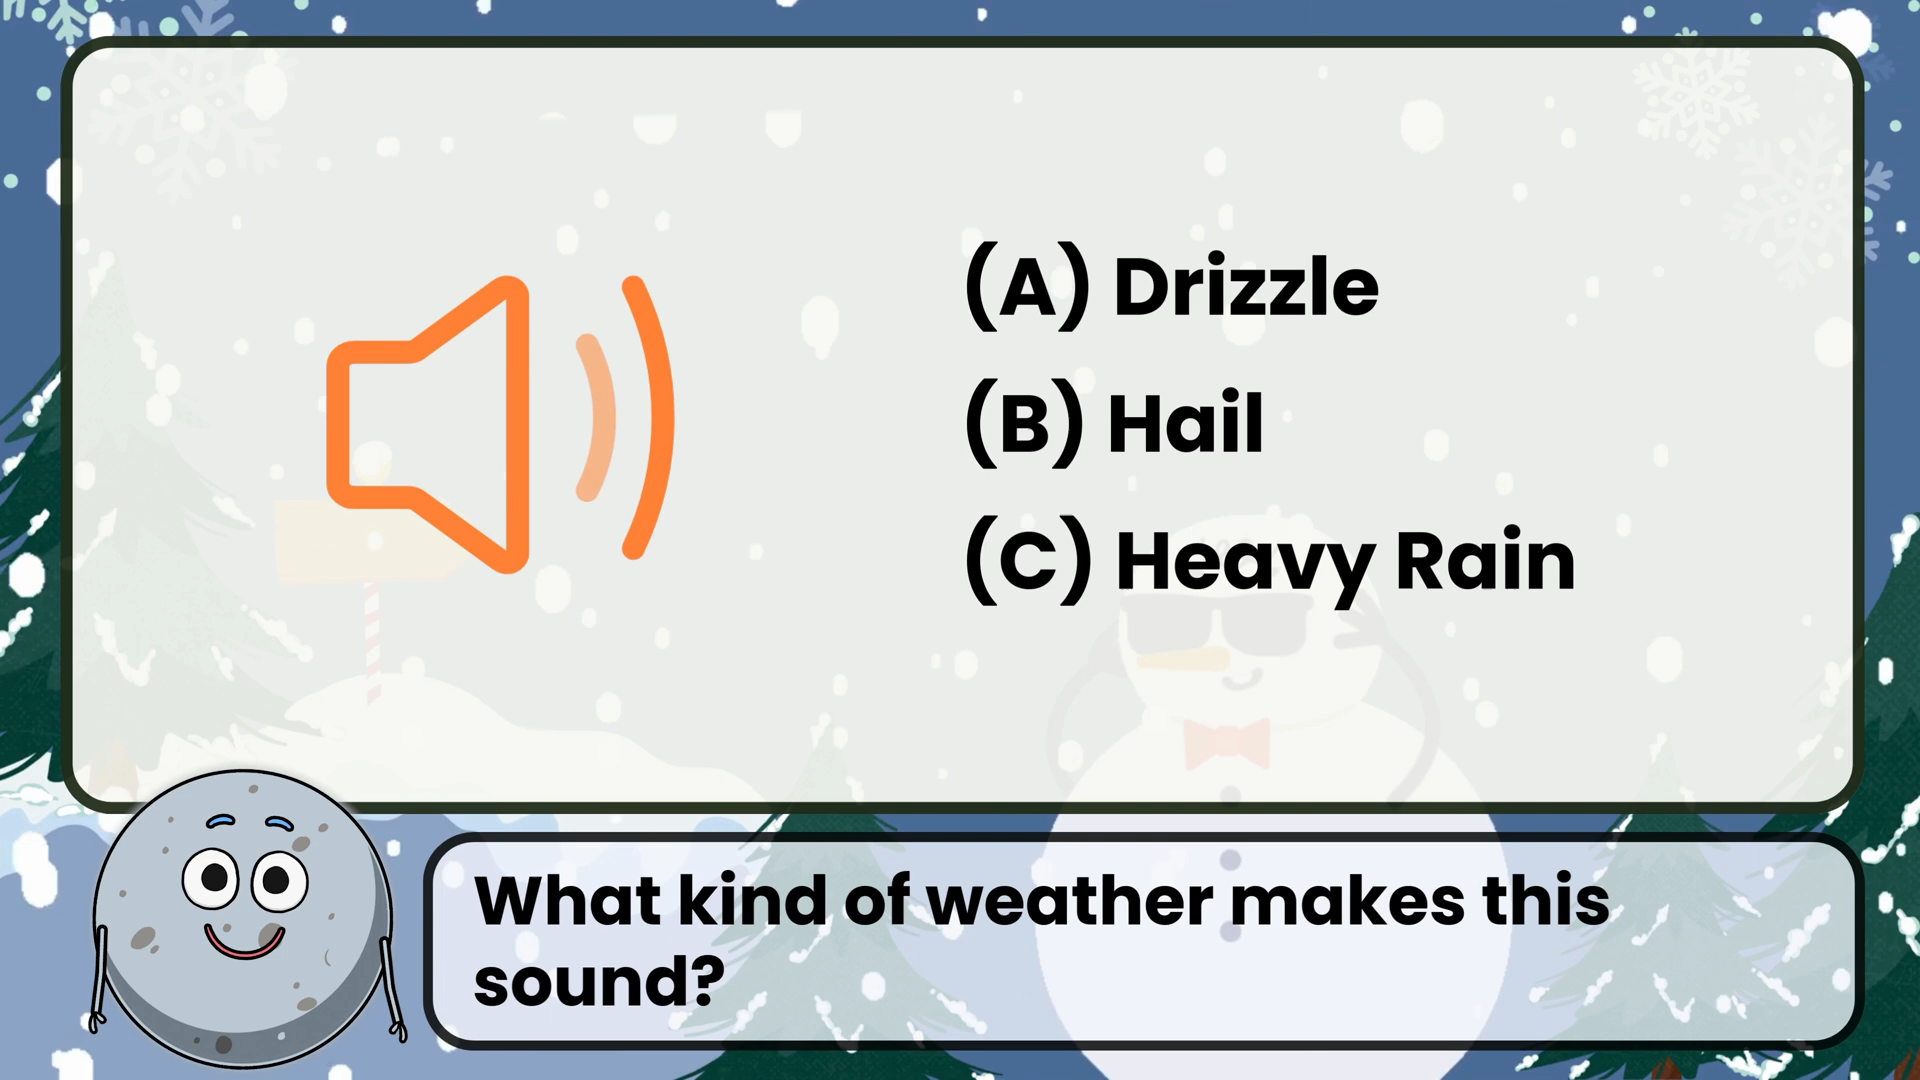 (A) Drizzle
(B) Hail
(C) Heavy Rain
What kind of weather makes this
sound?